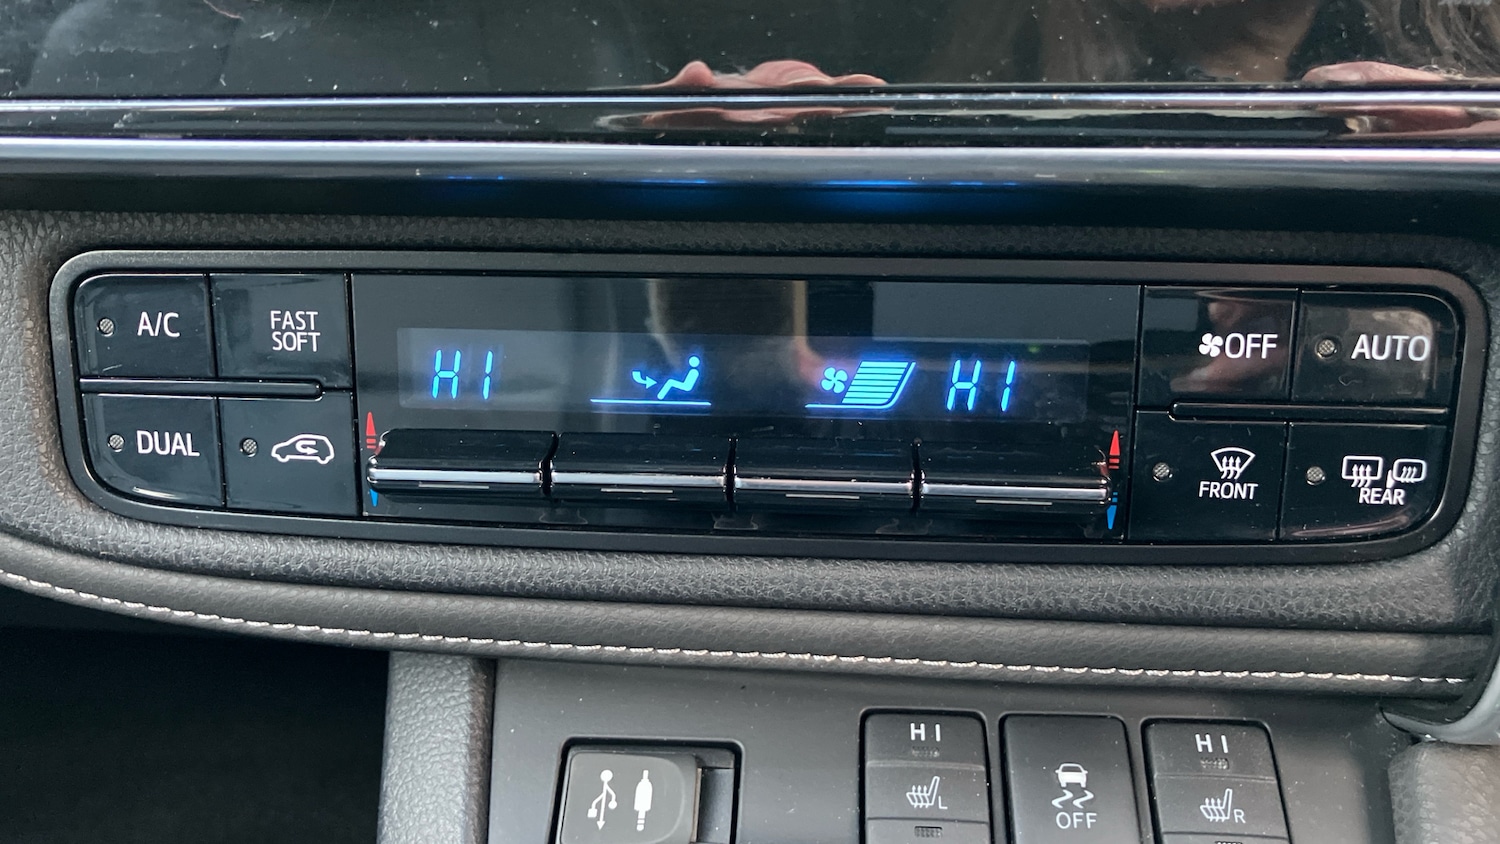 A/C
FAST
SOFT
DUAL
HI
HI
OFF
AUTO
FRONT
REAR
HI
L
OFF
HI
R